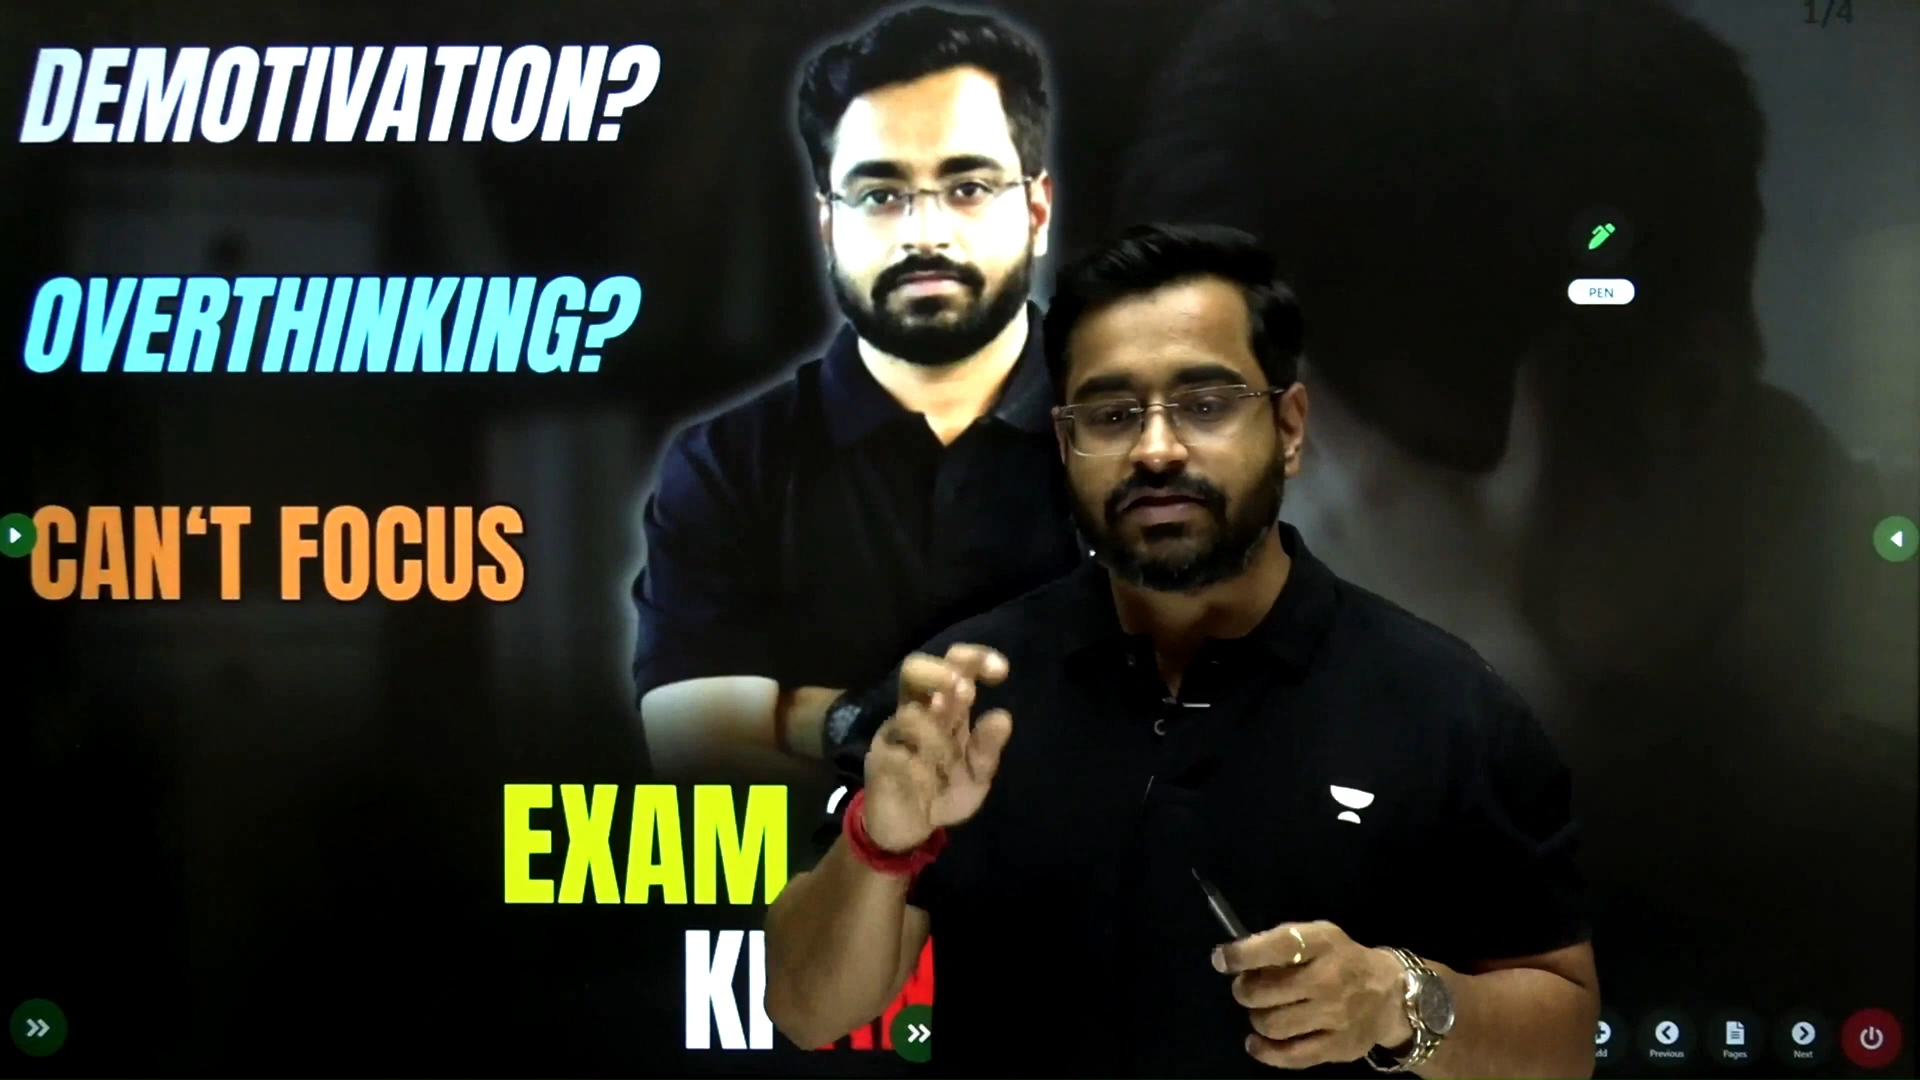 1/4
DEMOTIVATION?
PEN
OVERTHINKING?
CAN'T FOCUS
EXAM
Previous
Pages
Next